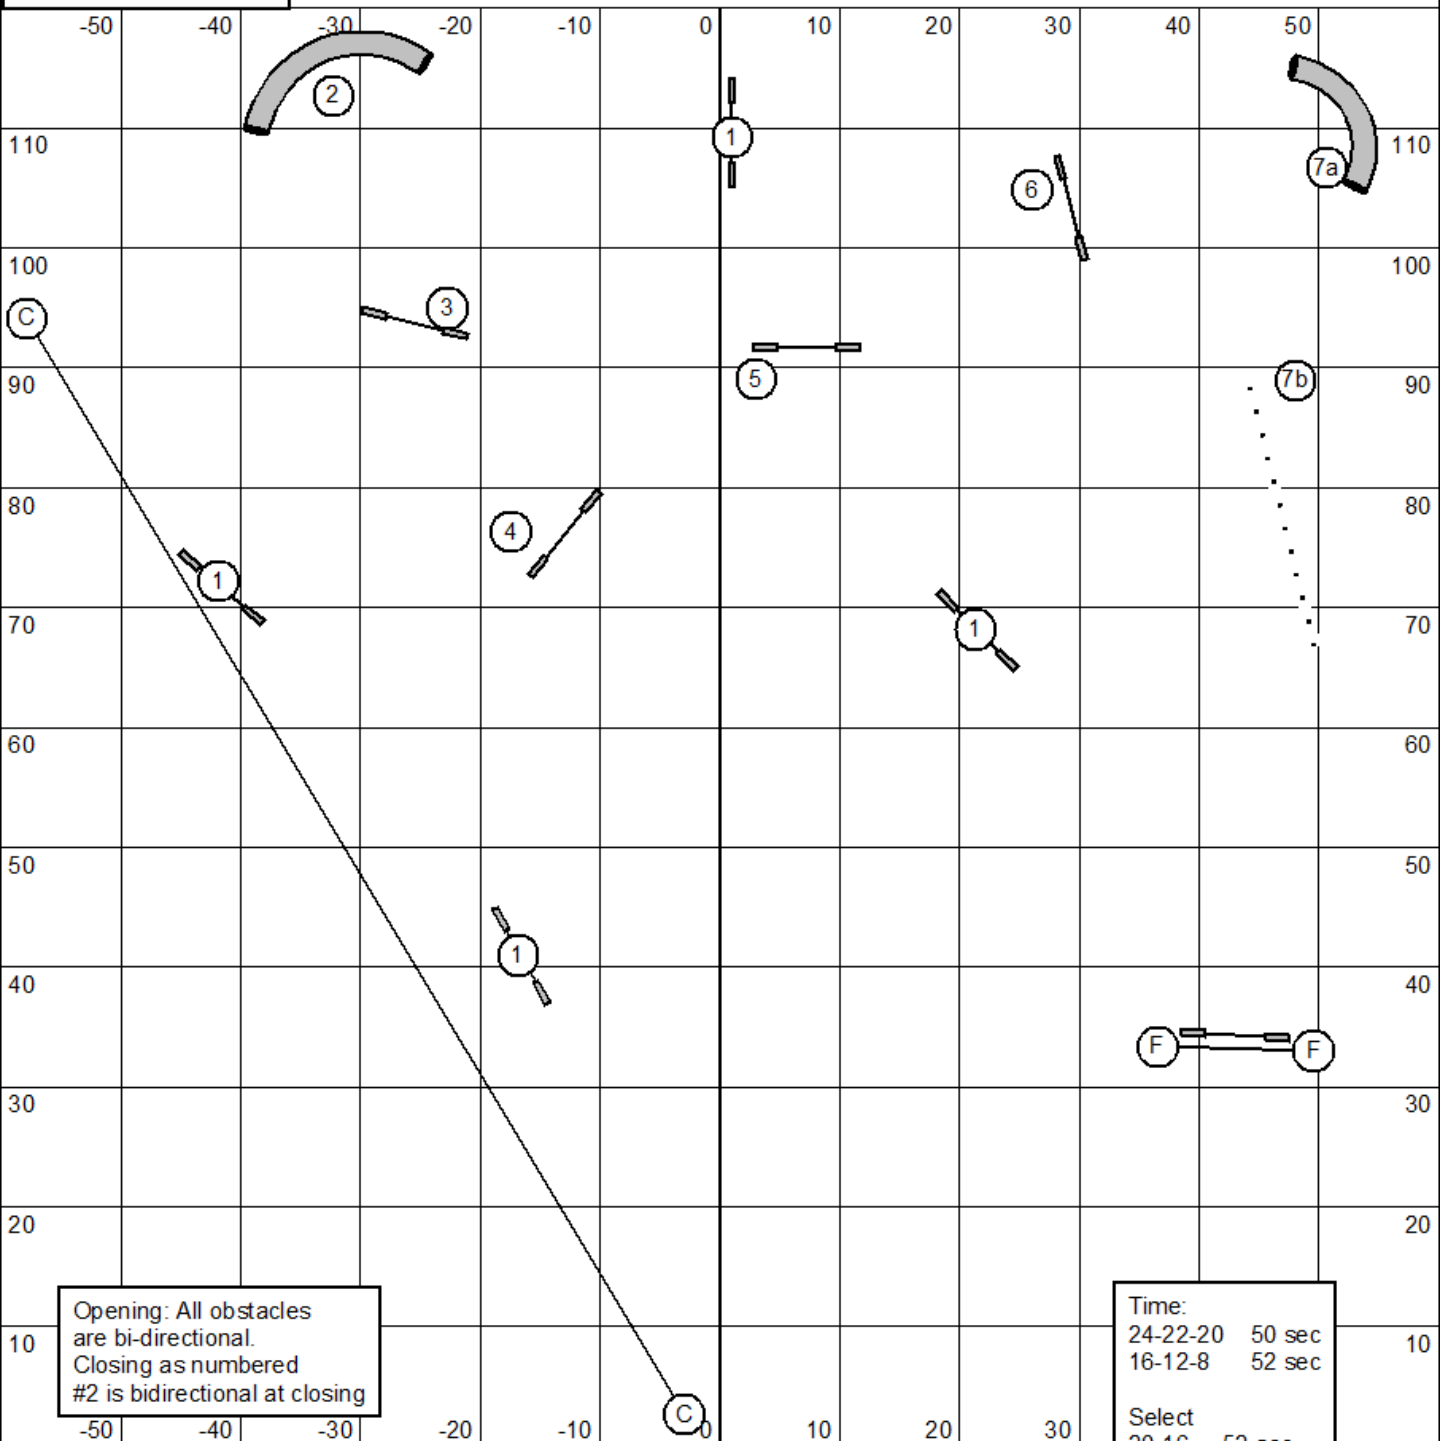 -50 -40 -30 -20 -10 0 10 20 30 40 50
2
1
110 7a 110
6
100 100
3
C
5
90 7b 90
80 80
4
1
70 1 70
60 60
50 50
1
40 40
F F
30 30
20 20
Opening: All obstacles
are bi-directional.
Closing as numbered
#2 is bidirectional at closing
Time:
24-22-20 50 sec
16-12-8 52 sec
Select
10 10
C
-50 -40 -30 -20 -10 0 10 20 30